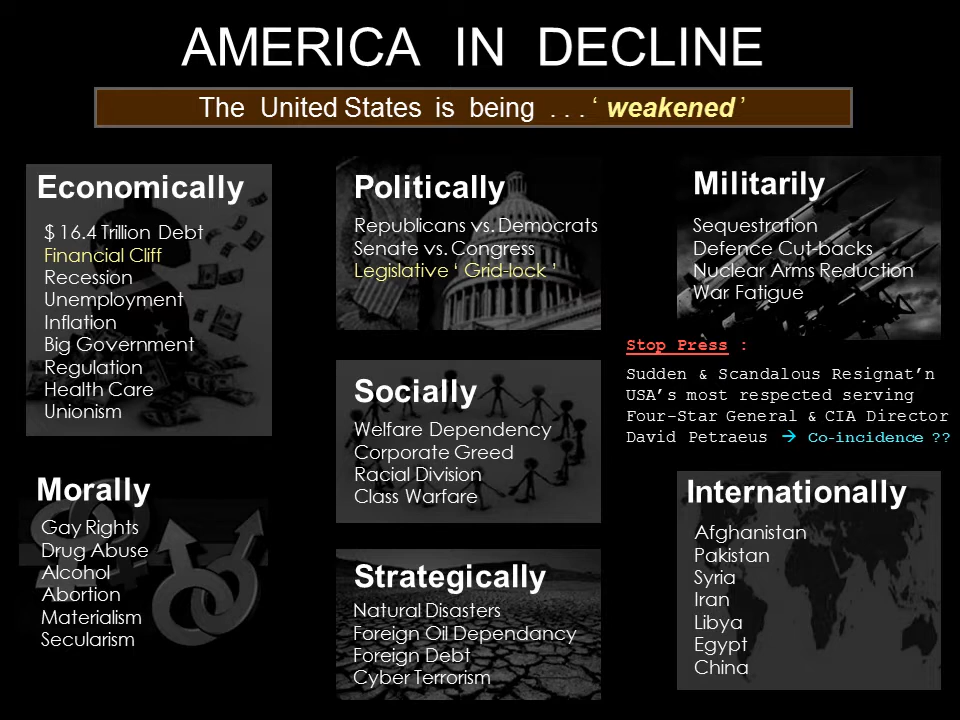 AMERICA IN DECLINE
The United States is being . . . ‘ weakened ’
Economically
$ 16.4 Trillion Debt
Financial Cliff
Recession
Unemployment
Inflation
Big Government
Regulation
Health Care
Unionism
Politically
Republicans vs. Democrats
Senate vs. Congress
Legislative ‘ Grid-lock ’
Militarily
Sequestration
Defence Cut-backs
Nuclear Arms Reduction
War Fatigue
Stop Press :
Sudden & Scandalous Resignat’n
USA’s most respected serving
Four-Star General & CIA Director
David Petraeus → Co-incidence ??
Socially
Welfare Dependency
Corporate Greed
Racial Division
Class Warfare
Morally
Gay Rights
Drug Abuse
Alcohol
Abortion
Materialism
Secularism
Strategically
Natural Disasters
Foreign Oil Dependancy
Foreign Debt
Cyber Terrorism
Internationally
Afghanistan
Pakistan
Syria
Iran
Libya
Egypt
China